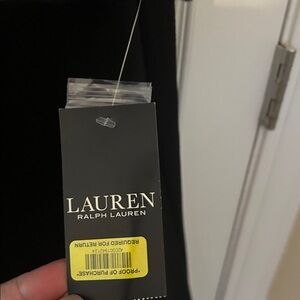 LAUREN
RALPH LAUREN
"PROOF OF PURCHASE"
REQUIRED FOR RETURN